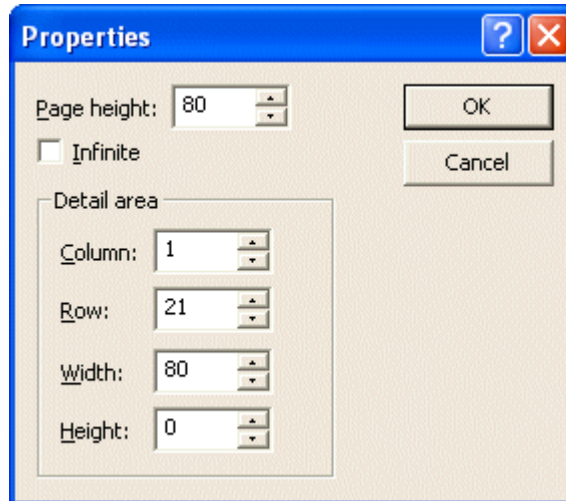 Properties
Page height: 80
OK
Infinite
Cancel
Detail area
Column: 1
Row: 21
Width: 80
Height: 0